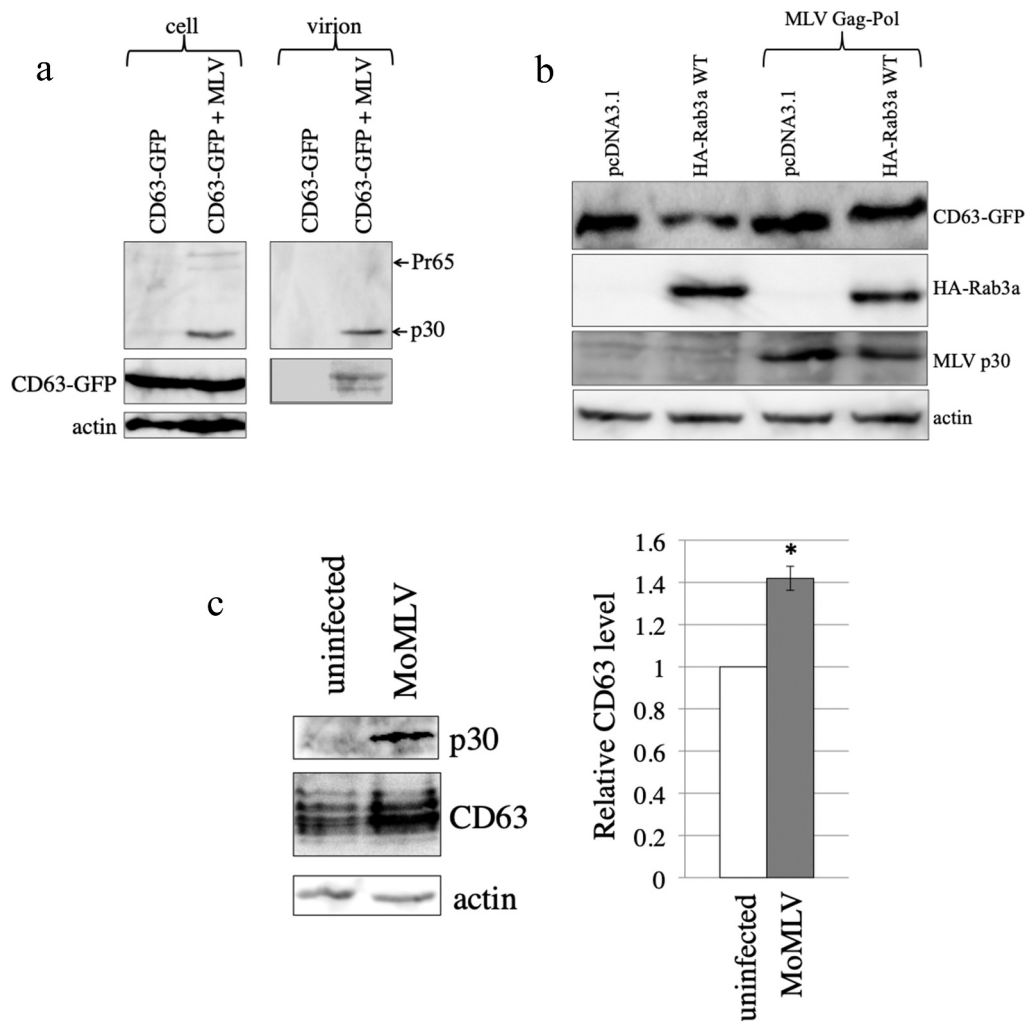 a
cell
virion
CD63-GFP
CD63-GFP + MLV
CD63-GFP
CD63-GFP + MLV
Pr65
p30
CD63-GFP
actin
b
MLV Gag-Pol
pcDNA3.1
HA-Rab3a WT
pcDNA3.1
HA-Rab3a WT
CD63-GFP
HA-Rab3a
MLV p30
actin
c
uninfected
MoMLV
p30
CD63
actin
Relative CD63 level
1.6
1.4
1.2
1
0.8
0.6
0.4
0.2
0
*
uninfected
MoMLV